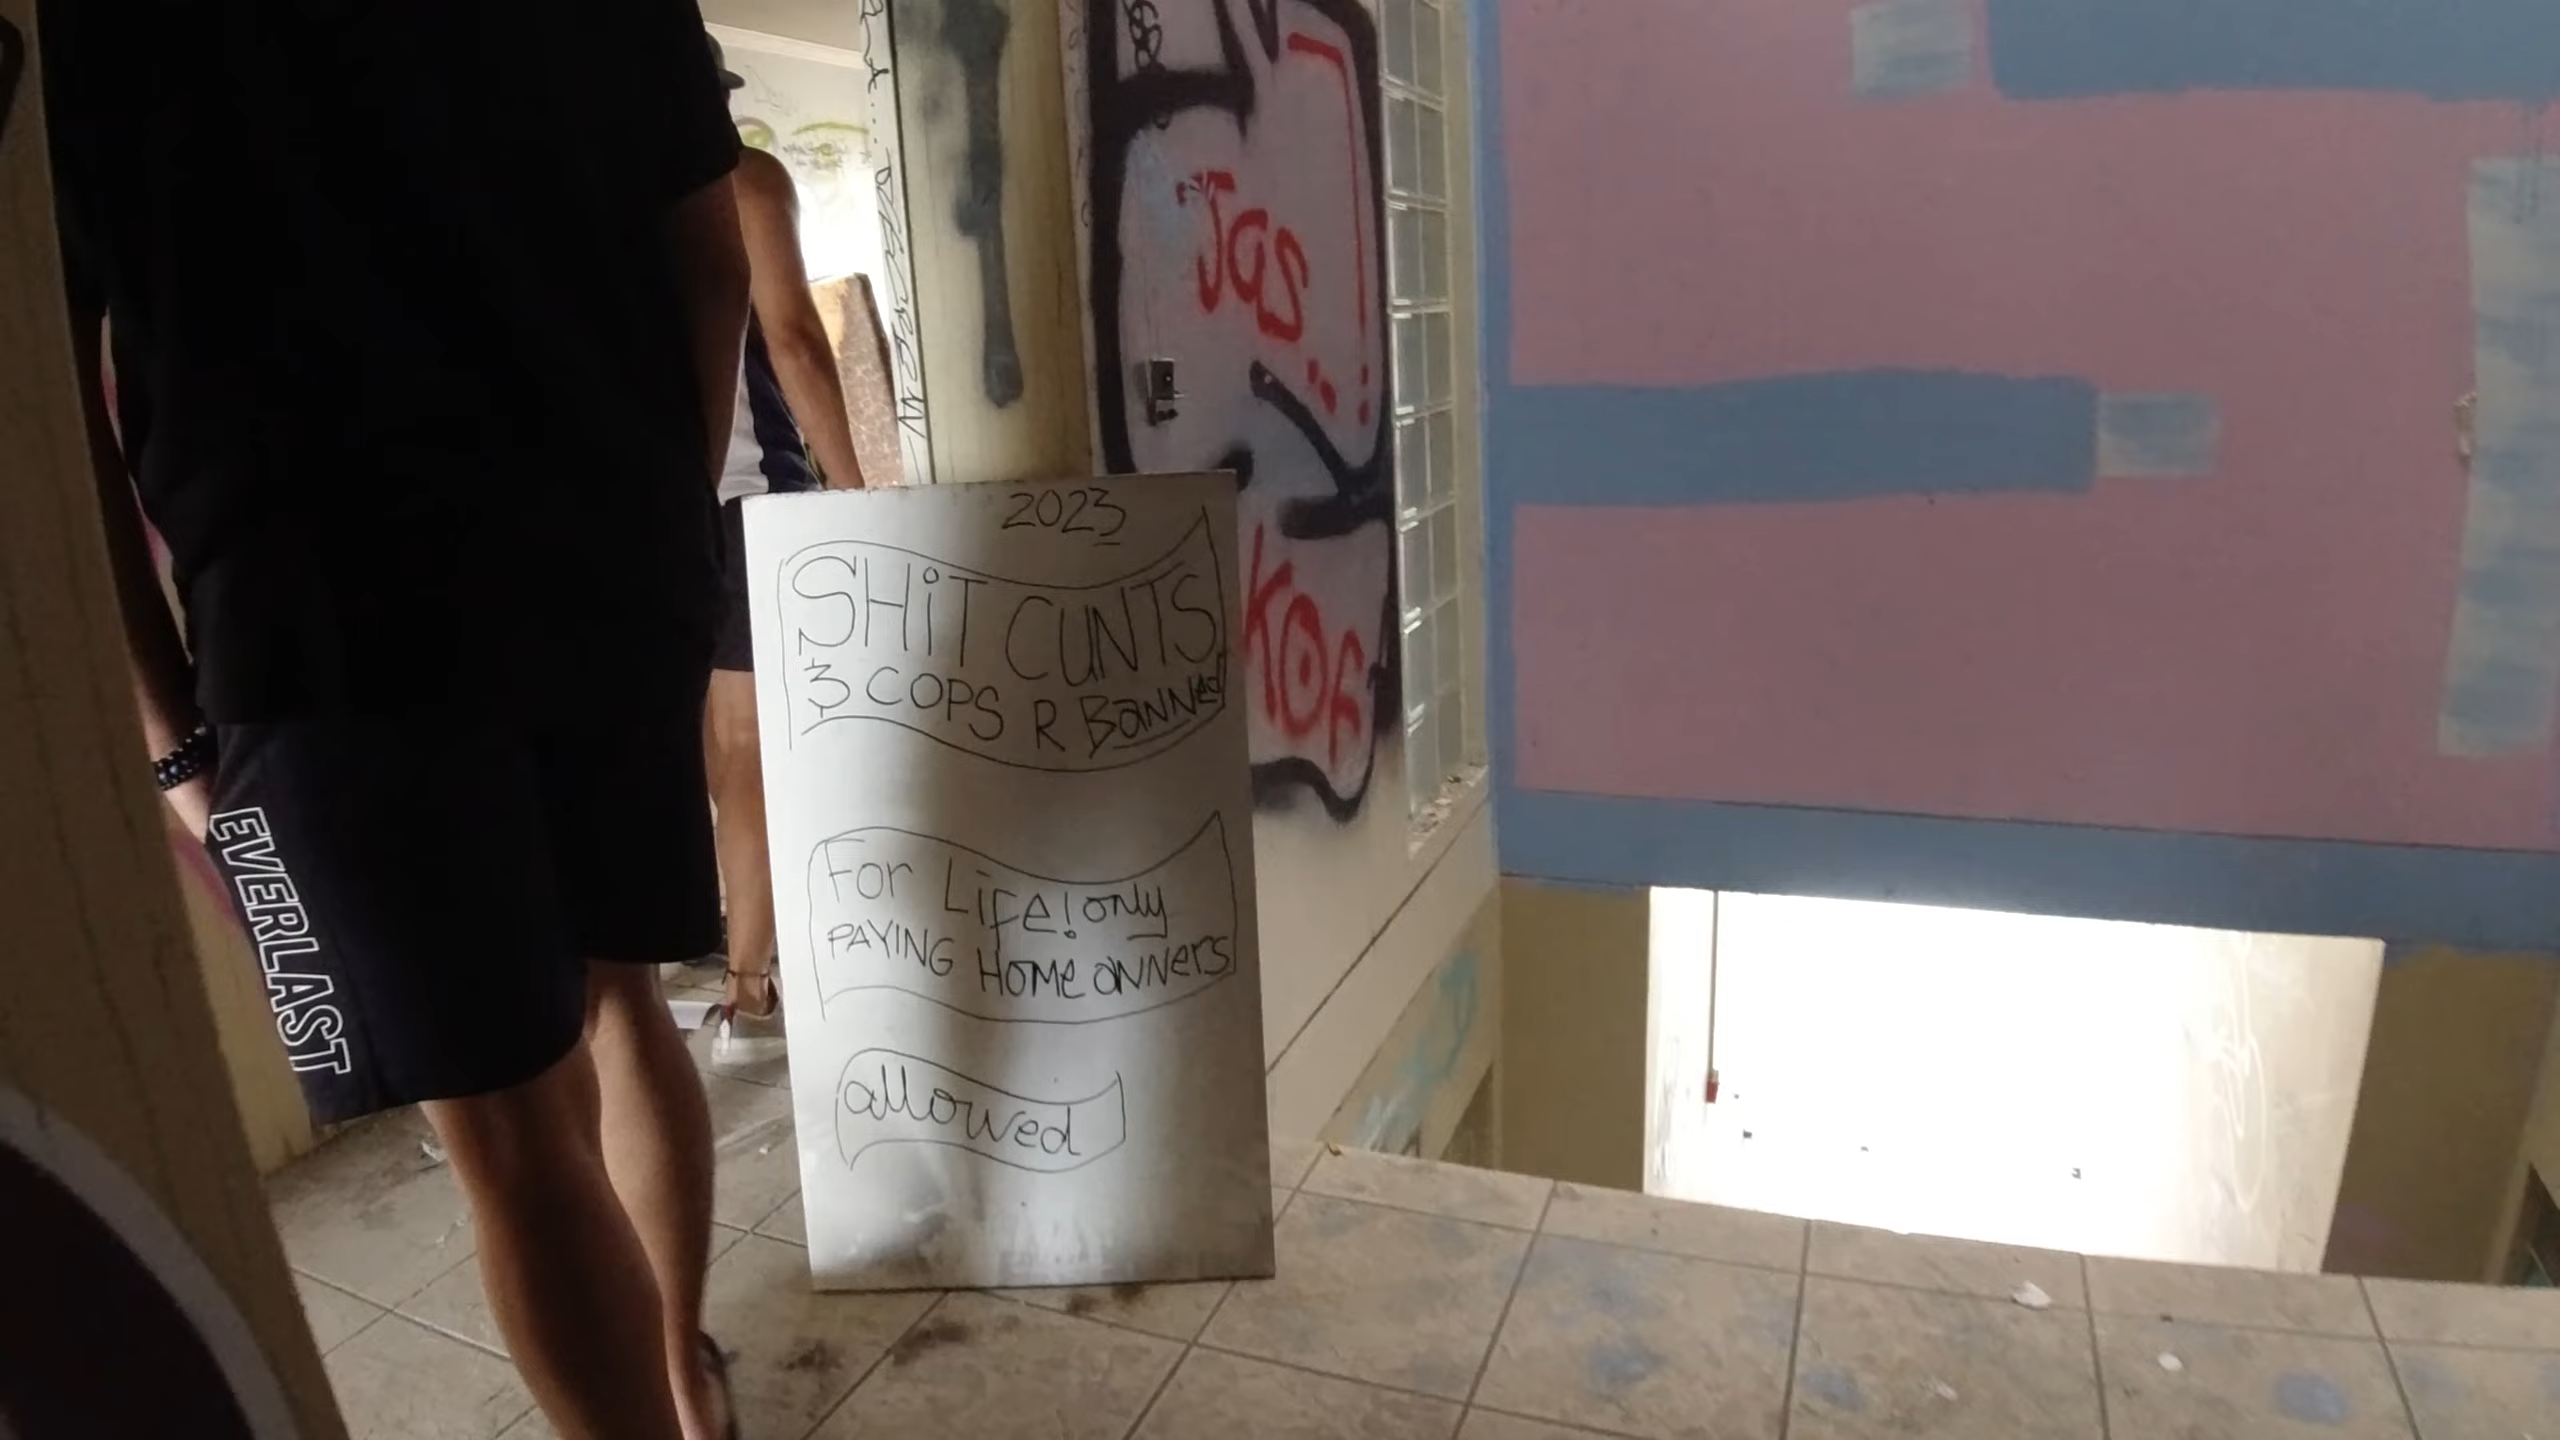 EVERLAST
Jas
KOF
2023
SHiT CUNTS
3 COPS R BaNNed
For Life! only
PAYING HOMe OWNers
allowed